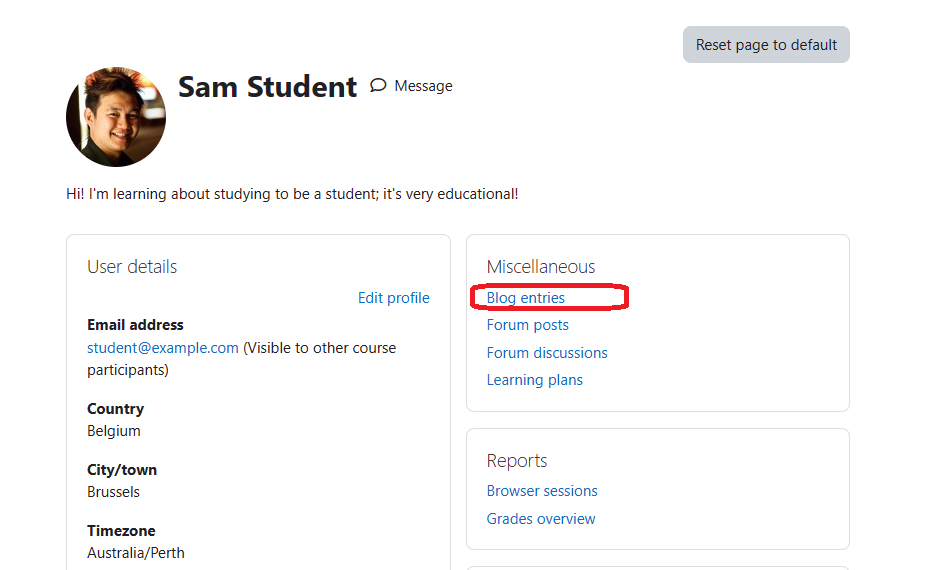 Reset page to default
Sam Student
Message
Hi! I'm learning about studying to be a student; it's very educational!
User details
Edit profile
Email address
student@example.com (Visible to other course
participants)
Country
Belgium
City/town
Brussels
Timezone
Australia/Perth
Miscellaneous
Blog entries
Forum posts
Forum discussions
Learning plans
Reports
Browser sessions
Grades overview